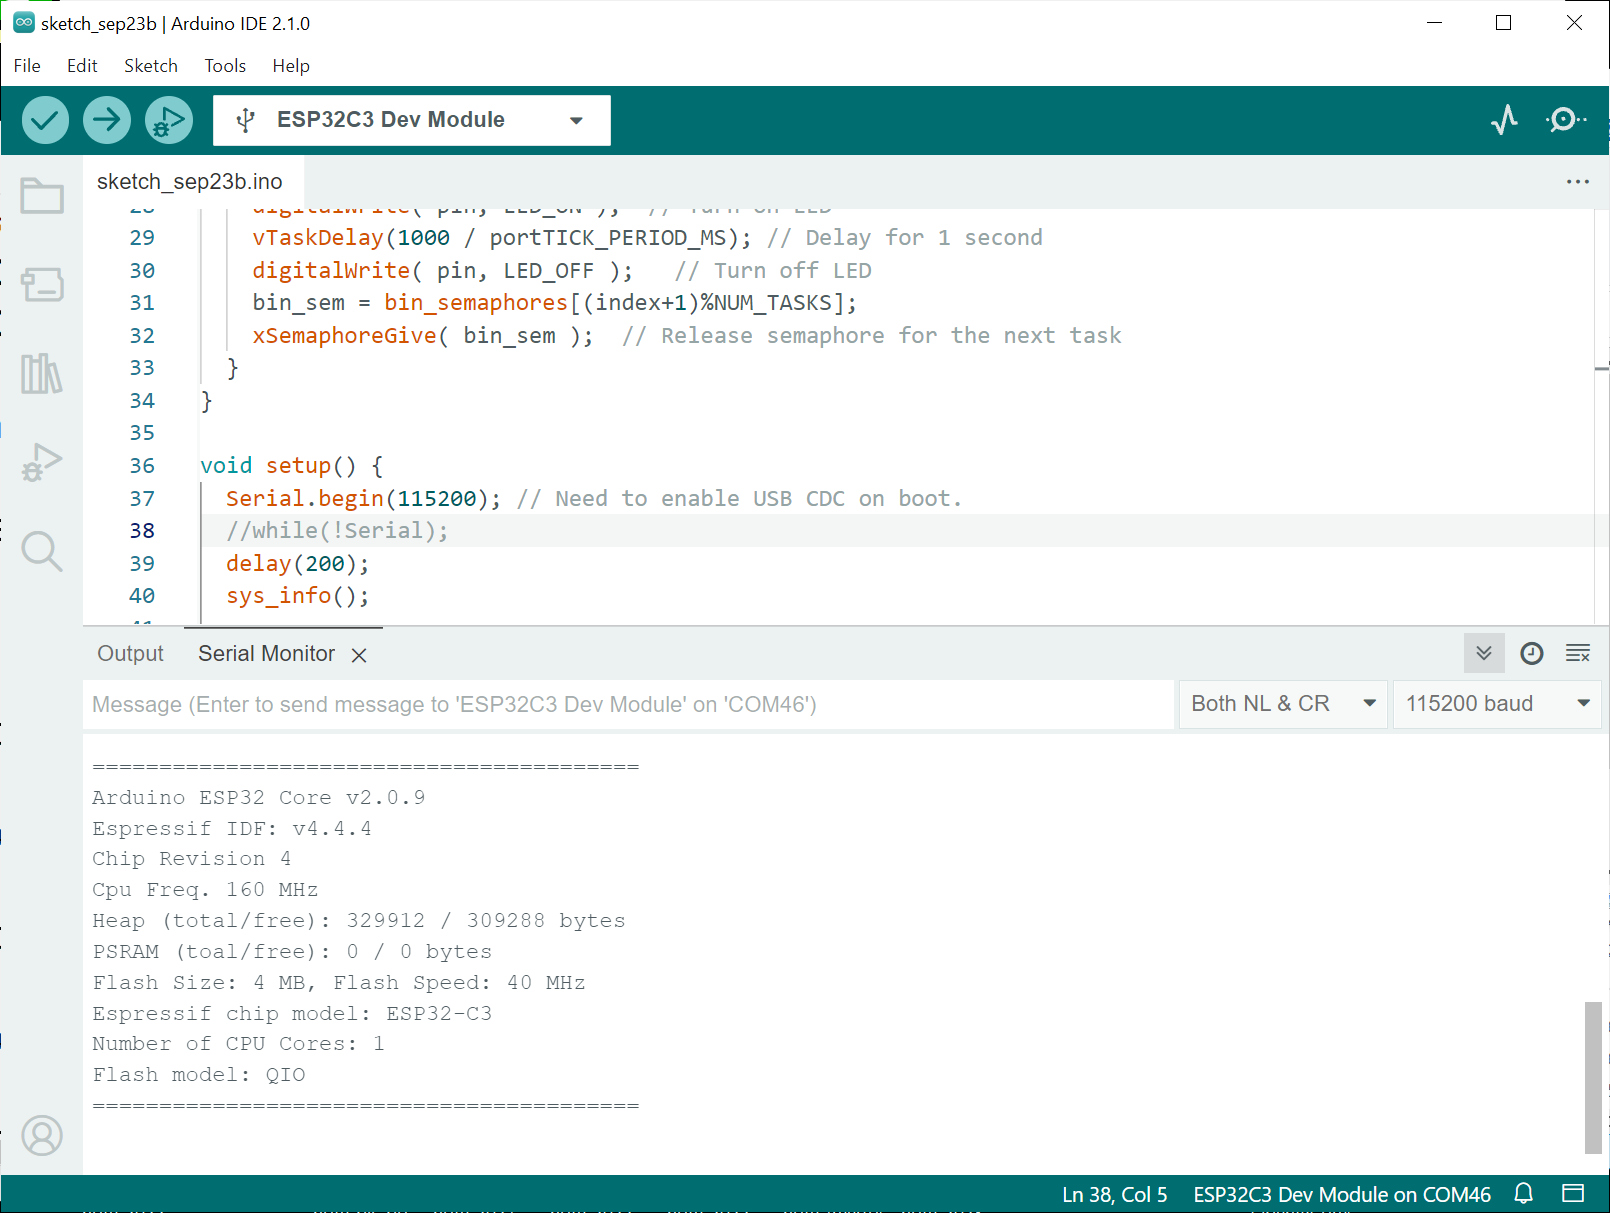 sketch_sep23b | Arduino IDE 2.1.0
File Edit Sketch Tools Help
ESP32C3 Dev Module
sketch_sep23b.ino
28 digitalWrite( pin, LED_ON ); // Turn on LED
29 vTaskDelay(1000 / portTICK_PERIOD_MS); // Delay for 1 second
30 digitalWrite( pin, LED_OFF ); // Turn off LED
31 bin_sem = bin_semaphores[(index+1)%NUM_TASKS];
32 xSemaphoreGive( bin_sem ); // Release semaphore for the next task
33 }
34 }
35
36 void setup() {
37 Serial.begin(115200); // Need to enable USB CDC on boot.
38 //while(!Serial);
39 delay(200);
40 sys_info();
41
Output Serial Monitor
Message (Enter to send message to 'ESP32C3 Dev Module' on 'COM46')
Both NL & CR 115200 baud
=========================================
Arduino ESP32 Core v2.0.9
Espressif IDF: v4.4.4
Chip Revision 4
Cpu Freq. 160 MHz
Heap (total/free): 329912 / 309288 bytes
PSRAM (toal/free): 0 / 0 bytes
Flash Size: 4 MB, Flash Speed: 40 MHz
Espressif chip model: ESP32-C3
Number of CPU Cores: 1
Flash model: QIO
=========================================
Ln 38, Col 5 ESP32C3 Dev Module on COM46